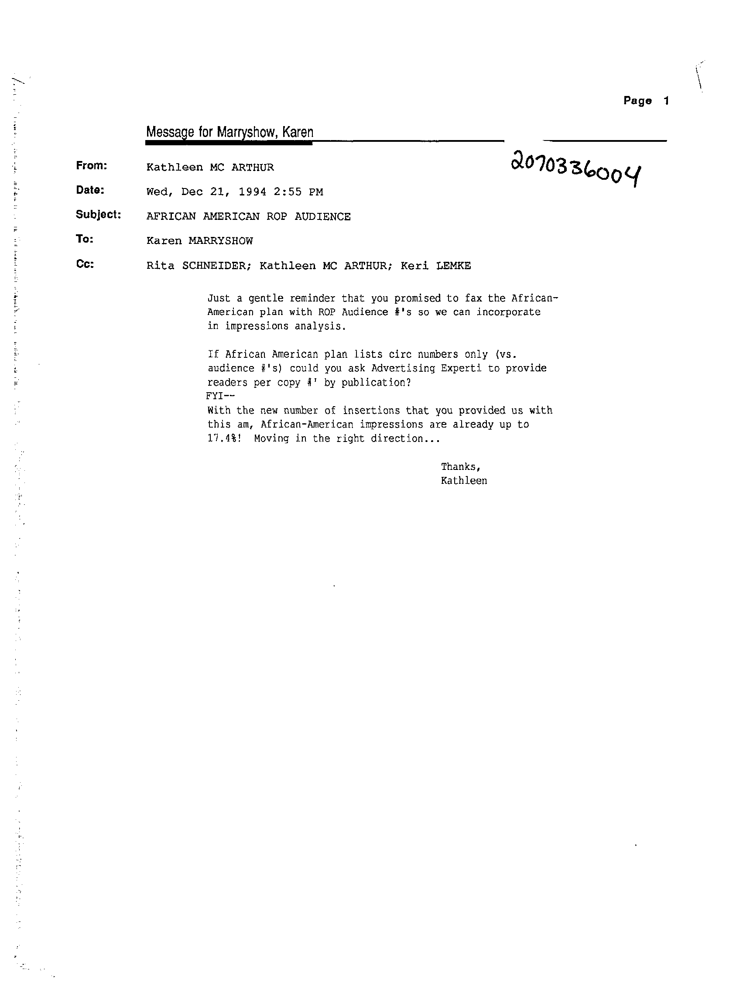 Page 1
Message for Marryshow, Karen
2070336004
From: Kathleen MC ARTHUR
Date: Wed, Dec 21, 1994 2:55 PM
Subject: AFRICAN AMERICAN ROP AUDIENCE
To: Karen MARRYSHOW
Cc: Rita SCHNEIDER; Kathleen MC ARTHUR; Keri LEMKE
Just a gentle reminder that you promised to fax the African-
American plan with ROP Audience #'s so we can incorporate
in impressions analysis.
If African American plan lists circ numbers only (vs.
audience #'s) could you ask Advertising Experti to provide
readers per copy #' by publication?
FYI--
With the new number of insertions that you provided us with
this am, African-American impressions are already up to
17.4%! Moving in the right direction...
Thanks,
Kathleen